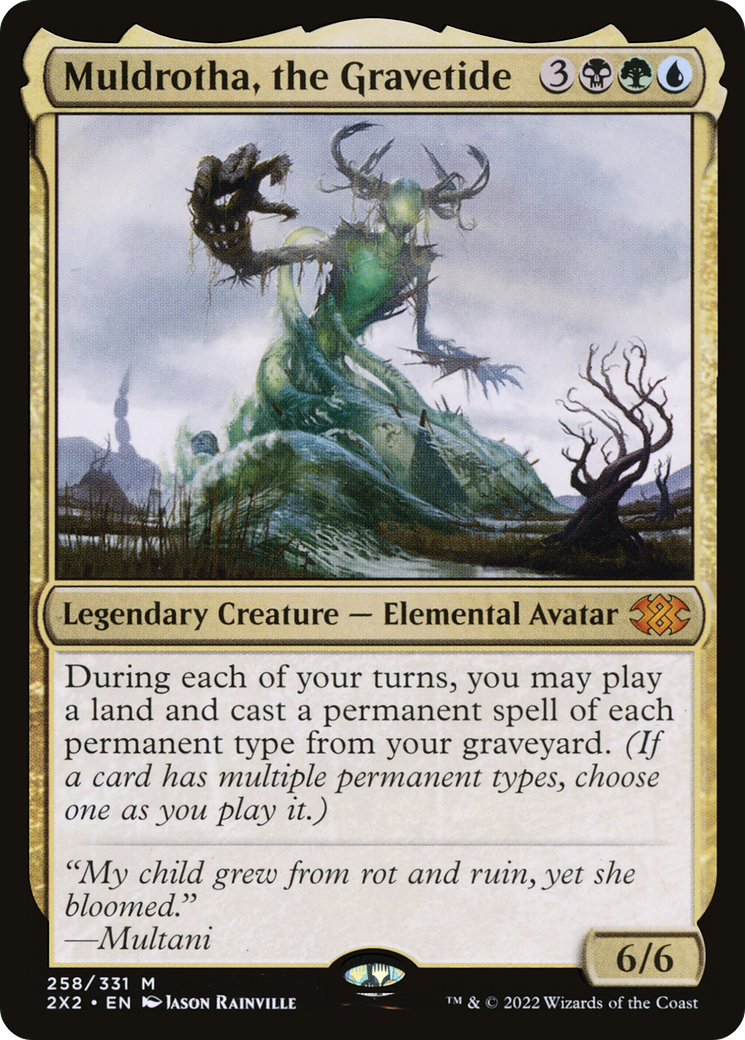 Muldrotha, the Gravetide 3
Legendary Creature — Elemental Avatar
During each of your turns, you may play
a land and cast a permanent spell of each
permanent type from your graveyard. (If
a card has multiple permanent types, choose
one as you play it.)
“My child grew from rot and ruin, yet she
bloomed.”
—Multani
6/6
258/331 M
2X2 • EN Jason Rainville
™ & © 2022 Wizards of the Coast